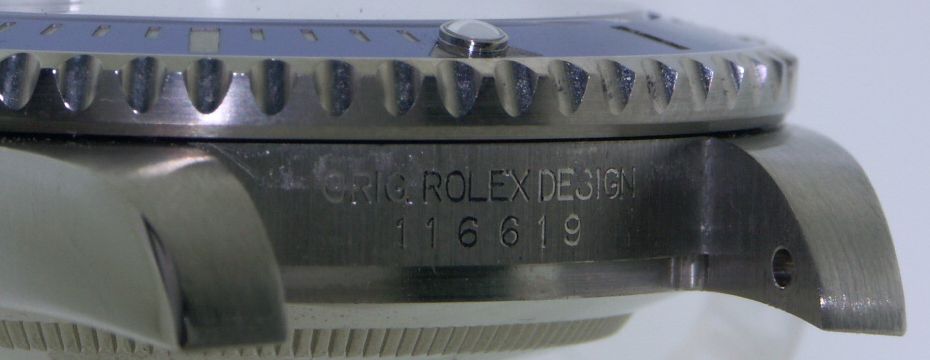 ORIG. ROLEX DESIGN
116619